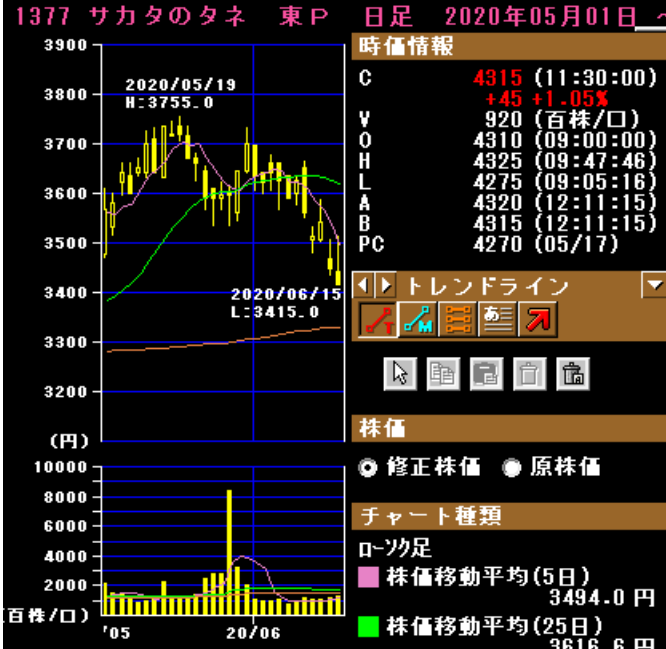 1377 サカタのタネ 東P 日足 2020年05月01日 ~
3900
3800
3700
3600
3500
3400
3300
3200
(円)
2020/05/19
H:3755.0
2020/06/15
L:3415.0
10000
8000
6000
4000
2000
百株/口)
'05
20/06
時価情報
C 4315 (11:30:00)
+45 +1.05%
V 920 (百株/口)
O 4310 (09:00:00)
H 4325 (09:47:46)
L 4275 (09:05:16)
A 4320 (12:11:15)
B 4315 (12:11:15)
PC 4270 (05/17)
トレンドライン
T M あ
株価
修正株価 原株価
チャート種類
ローソク足
株価移動平均(5日)
3494.0 円
株価移動平均(25日)
3616.6 円